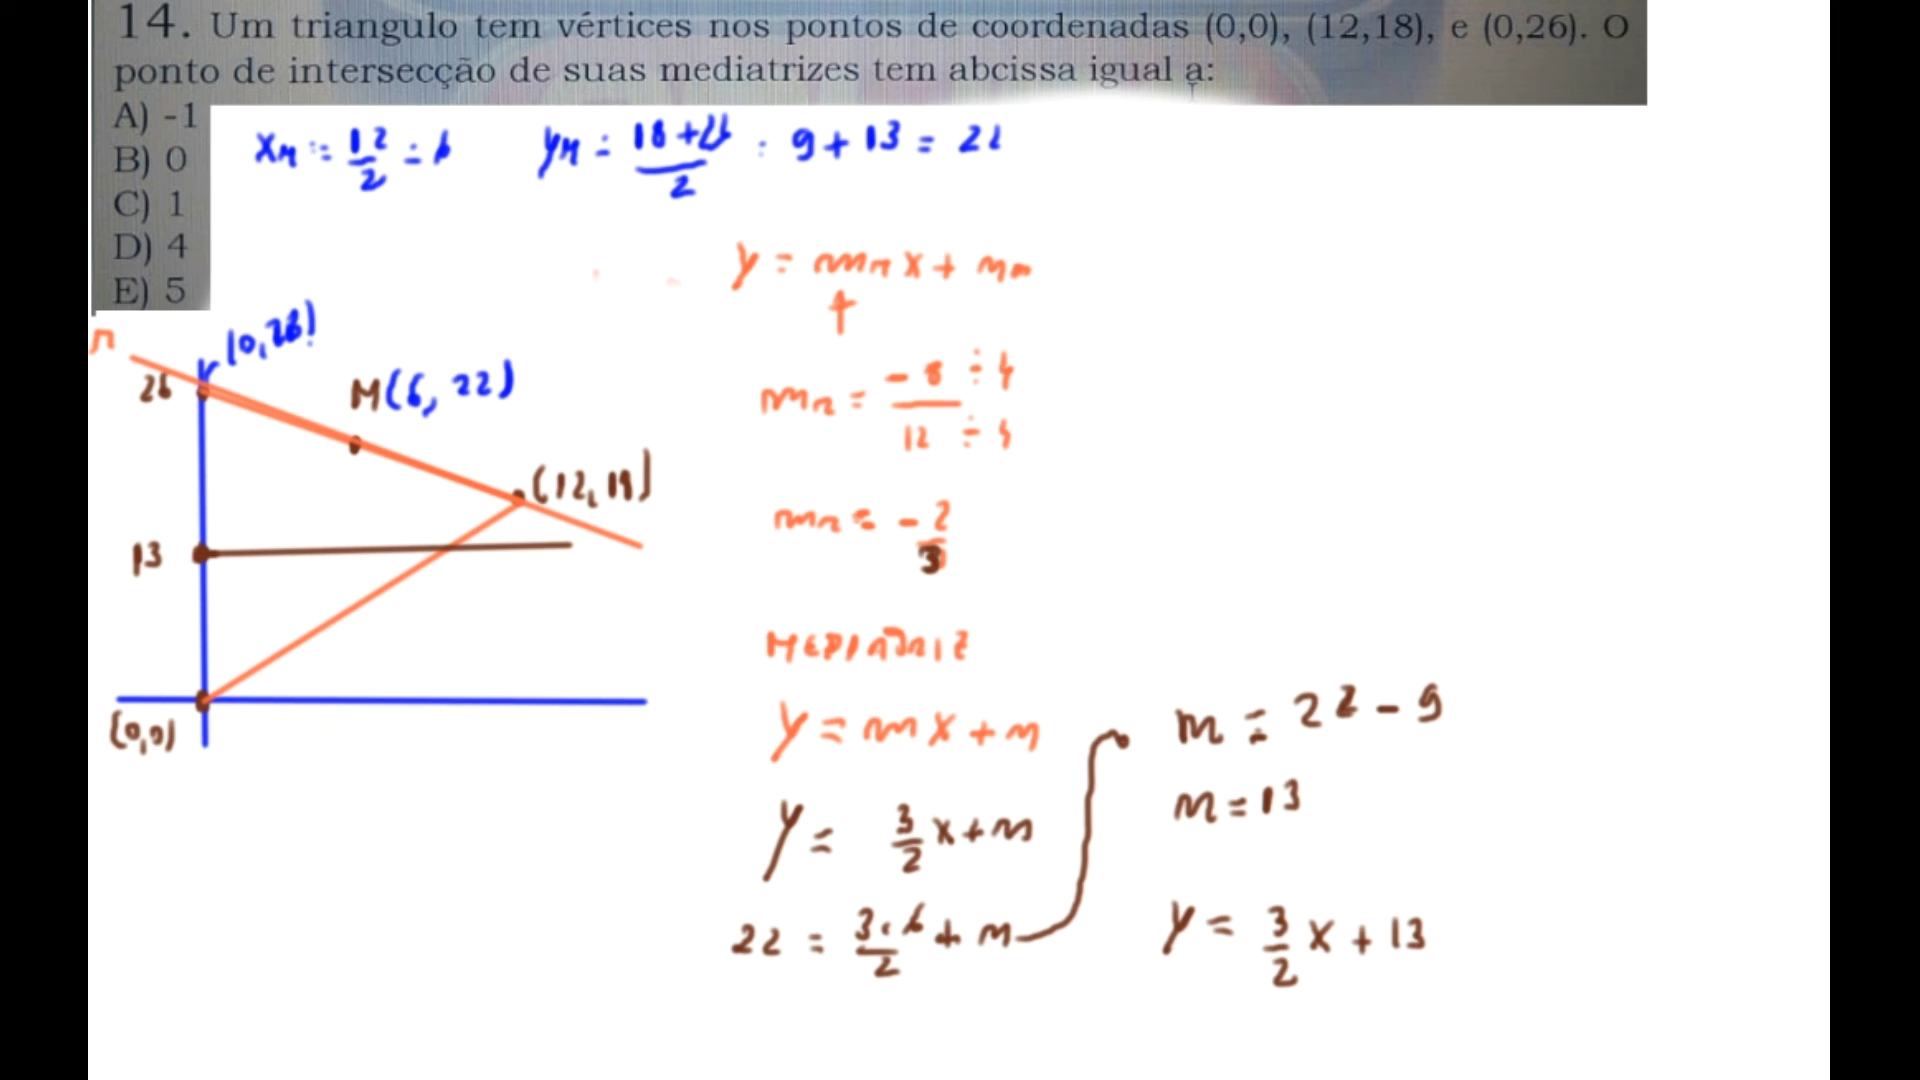 14. Um triangulo tem vértices nos pontos de coordenadas (0,0), (12,18), e (0,26). O
ponto de intersecção de suas mediatrizes tem abcissa igual a:
A) -1
B) 0
C) 1
D) 4
E) 5
xM = 12/2 = 6
yM = 18+26/2 = 9 + 13 = 22
r
(0,26)
26
M(6, 22)
(12,18)
13
(0,0)
y = mr x + nr
mr = -8 ÷ 4 / 12 ÷ 4
mr = - 2/3
MEDIATRIZ
y = mx + n
y = 3/2 x + n
22 = 3.6/2 + n
n = 22 - 9
n = 13
y = 3/2 x + 13